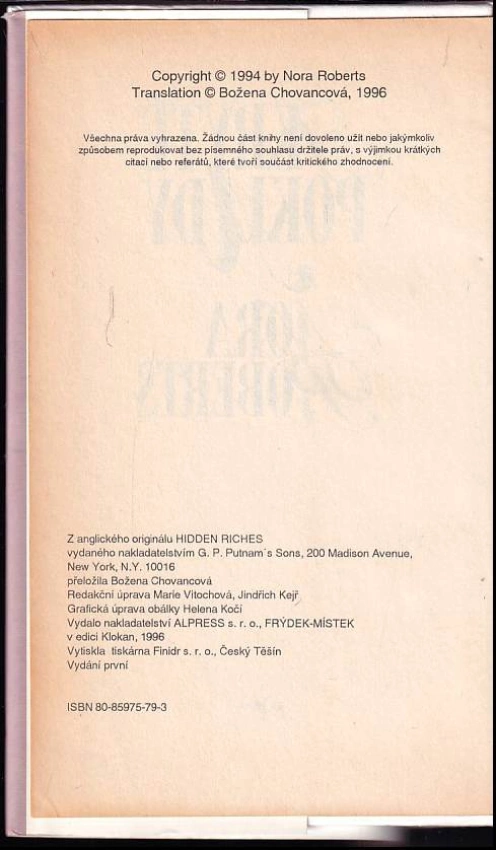 Copyright © 1994 by Nora Roberts
Translation © Božena Chovancová, 1996
Všechna práva vyhrazena. Žádnou část knihy není dovoleno užít nebo jakýmkoliv
způsobem reprodukovat bez písemného souhlasu držitele práv, s výjimkou krátkých
citací nebo referátů, které tvoří součást kritického zhodnocení.
POKLADY
NORA
ROBERTS
Z anglického originálu HIDDEN RICHES
vydaného nakladatelstvím G. P. Putnam´s Sons, 200 Madison Avenue,
New York, N.Y. 10016
přeložila Božena Chovancová
Redakční úprava Marie Vitochová, Jindřich Kejř
Grafická úprava obálky Helena Kočí
Vydalo nakladatelství ALPRESS s. r. o., FRÝDEK-MÍSTEK
v edici Klokan, 1996
Vytiskla tiskárna Finidr s. r. o., Český Těšín
Vydání první
ISBN 80-85975-79-3